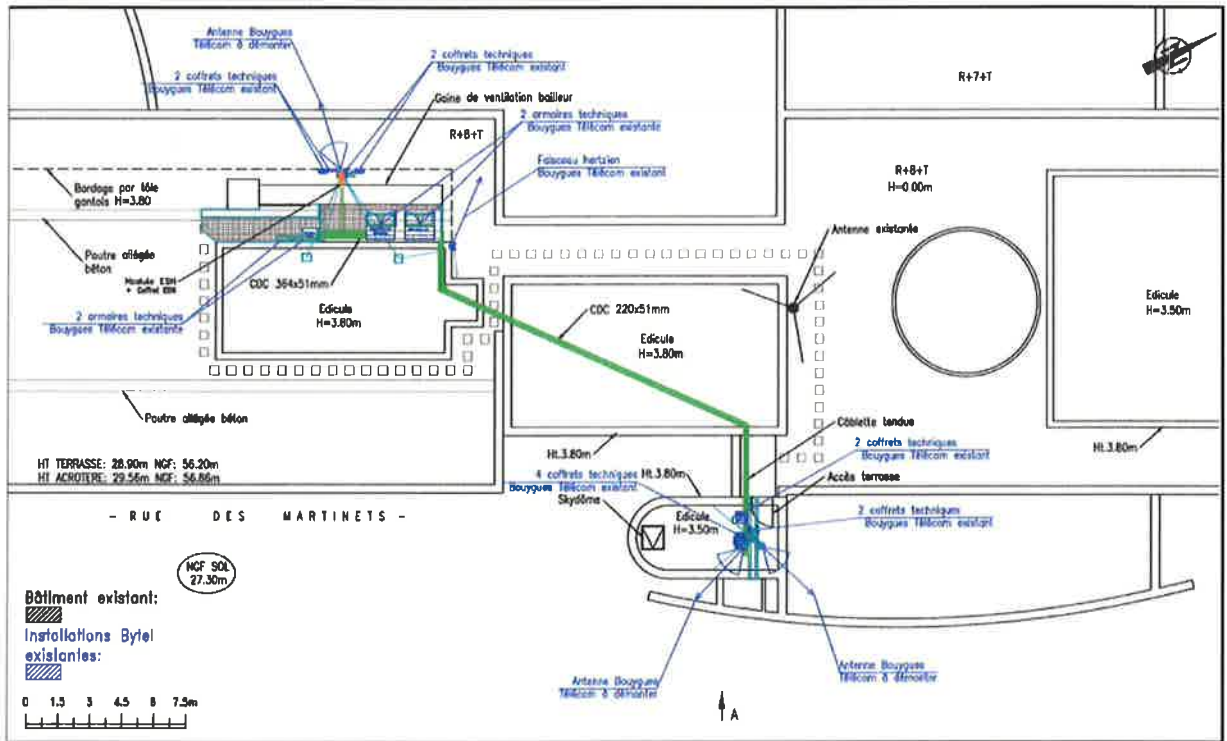 Antenne Bouygues
Télécom à démonter
2 coffrets techniques
Bouygues Télécom existant
2 coffrets techniques
Bouygues Télécom existant
Gaine de ventilation bailleur
R+8+T
2 armoires techniques
Bouygues Télécom existante
Faisceau hertzien
Bouygues Télécom existant
R+7+T
R+8+T
H=0.00m
Bardage par tôle
gantois H=3.80
Poutre allégée
béton
Module ESM
CDC 364x51mm
2 armoires techniques
Bouygues Télécom existante
Edicule
H=3.80m
CDC 220x51mm
Edicule
H=3.80m
Antenne existante
Edicule
H=3.50m
Poutre allégée béton
Câblette tendue
HT TERRASSE: 28.90m NGF: 56.20m
HT ACROTERE: 29.56m NGF: 56.86m
Ht.3.80m
Ht.3.80m
2 coffrets techniques
Bouygues Télécom existant
4 coffrets techniques
Bouygues Télécom existant
Ht.3.80m
Accès terrasse
Skydôme
Edicule
H=3.50m
2 coffrets techniques
Bouygues Télécom existant
- RUE DES MARTINETS -
NGF SOL
27.30m
Bâtiment existant:
Installations Bytel
existantes:
0 1.5 3 4.5 6 7.5m
Antenne Bouygues
Télécom à démonter
Antenne Bouygues
Télécom à démonter
A